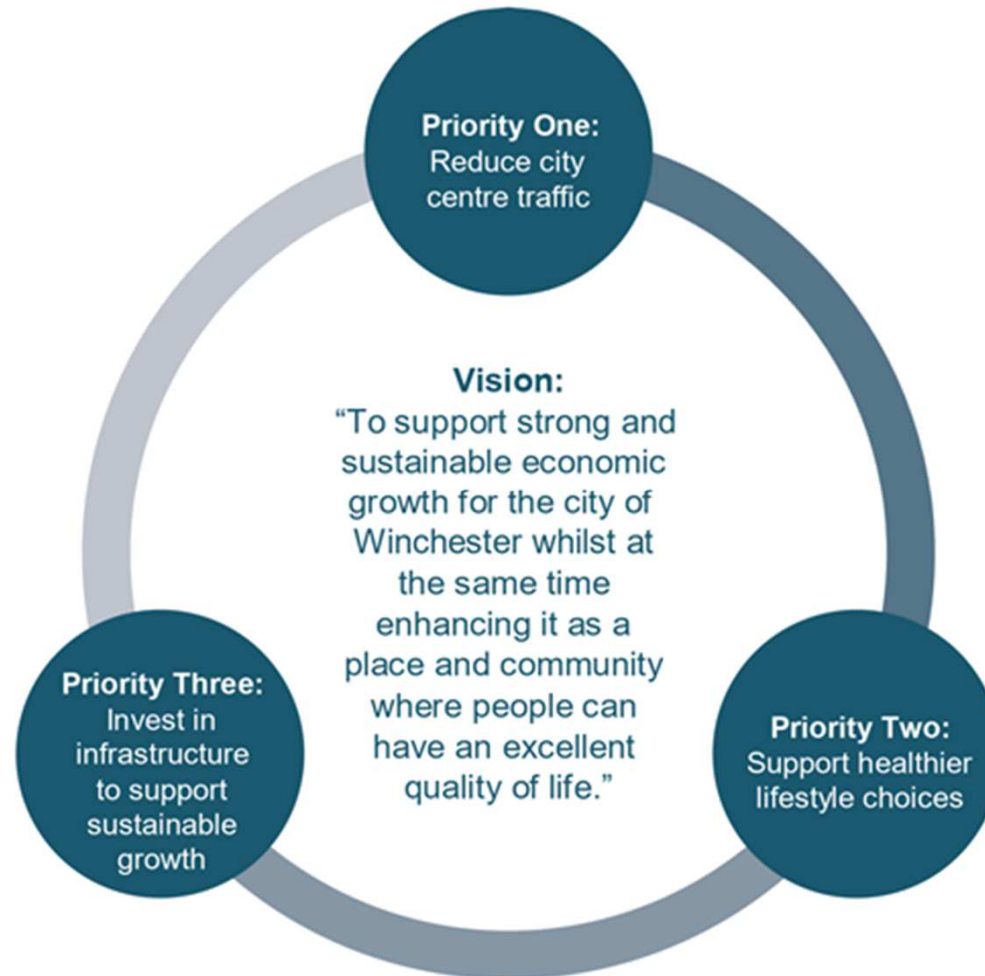 Priority One:
Reduce city
centre traffic
Vision:
“To support strong and
sustainable economic
growth for the city of
Winchester whilst at
the same time
enhancing it as a
place and community
where people can
have an excellent
quality of life.”
Priority Two:
Support healthier
lifestyle choices
Priority Three:
Invest in
infrastructure
to support
sustainable
growth